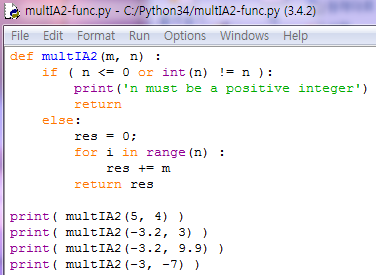 multIA2-func.py - C:/Python34/multIA2-func.py (3.4.2)
File Edit Format Run Options Windows Help
def multIA2(m, n) :
    if ( n <= 0 or int(n) != n ):
        print('n must be a positive integer')
        return
    else:
        res = 0;
        for i in range(n) :
            res += m
        return res

print( multIA2(5, 4) )
print( multIA2(-3.2, 3) )
print( multIA2(-3.2, 9.9) )
print( multIA2(-3, -7) )